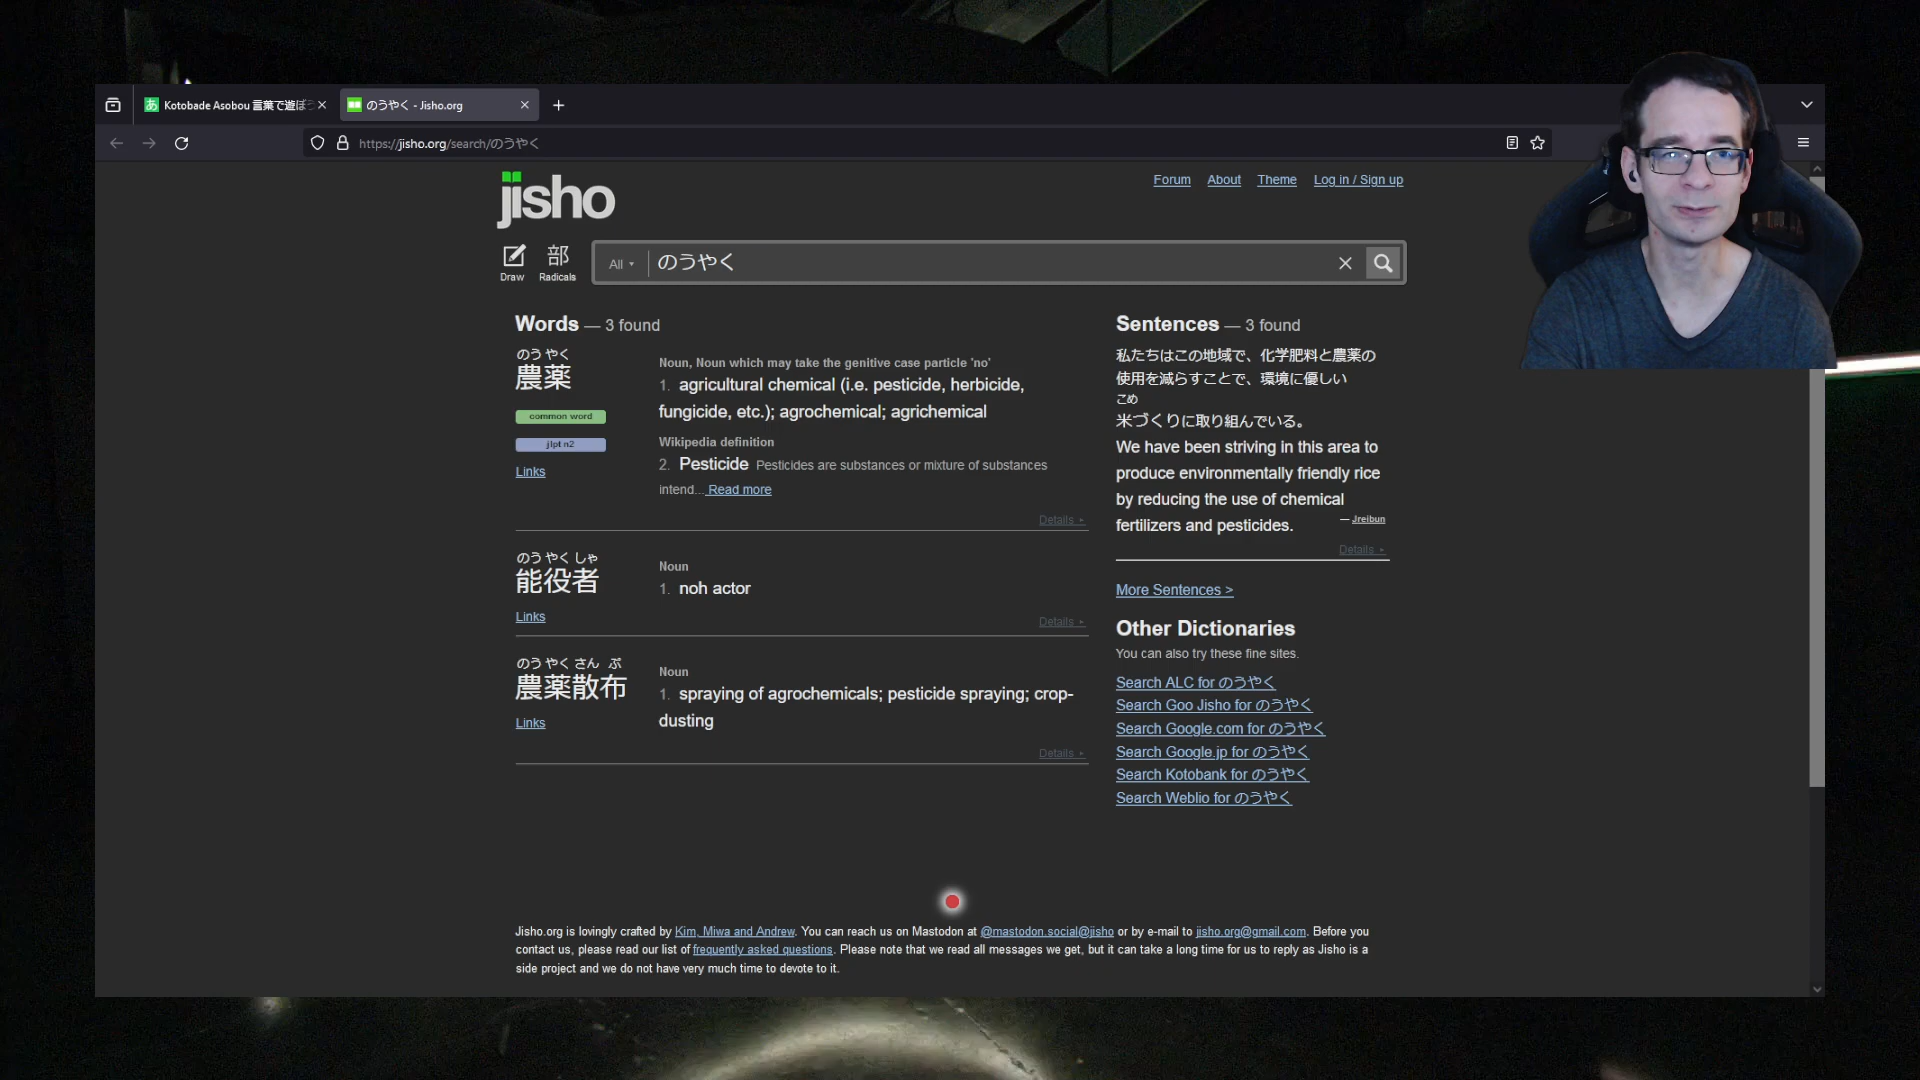 Kotobade Asobou 言葉で遊ぼう
のうやく - Jisho.org
https://jisho.org/search/のうやく
jisho
Forum About Theme Log in / Sign up
Draw
部
Radicals
All
のうやく
Words — 3 found
のうやく
農薬
common word
jlpt n2
Links
Noun, Noun which may take the genitive case particle 'no'
1. agricultural chemical (i.e. pesticide, herbicide,
fungicide, etc.); agrochemical; agrichemical
Wikipedia definition
2. Pesticide Pesticides are substances or mixture of substances
intend... Read more
Details
のうやくしゃ
能役者
Links
Noun
1. noh actor
Details
のうやくさんぷ
農薬散布
Links
Noun
1. spraying of agrochemicals; pesticide spraying; crop-
dusting
Details
Sentences — 3 found
私たちはこの地域で、化学肥料と農薬の
使用を減らすことで、環境に優しい
こめ
米づくりに取り組んでいる。
We have been striving in this area to
produce environmentally friendly rice
by reducing the use of chemical
fertilizers and pesticides. — Jreibun
Details
More Sentences >
Other Dictionaries
You can also try these fine sites.
Search ALC for のうやく
Search Goo Jisho for のうやく
Search Google.com for のうやく
Search Google.jp for のうやく
Search Kotobank for のうやく
Search Weblio for のうやく
Jisho.org is lovingly crafted by Kim, Miwa and Andrew. You can reach us on Mastodon at @mastodon.social@jisho or by e-mail to jisho.org@gmail.com. Before you
contact us, please read our list of frequently asked questions. Please note that we read all messages we get, but it can take a long time for us to reply as Jisho is a
side project and we do not have very much time to devote to it.